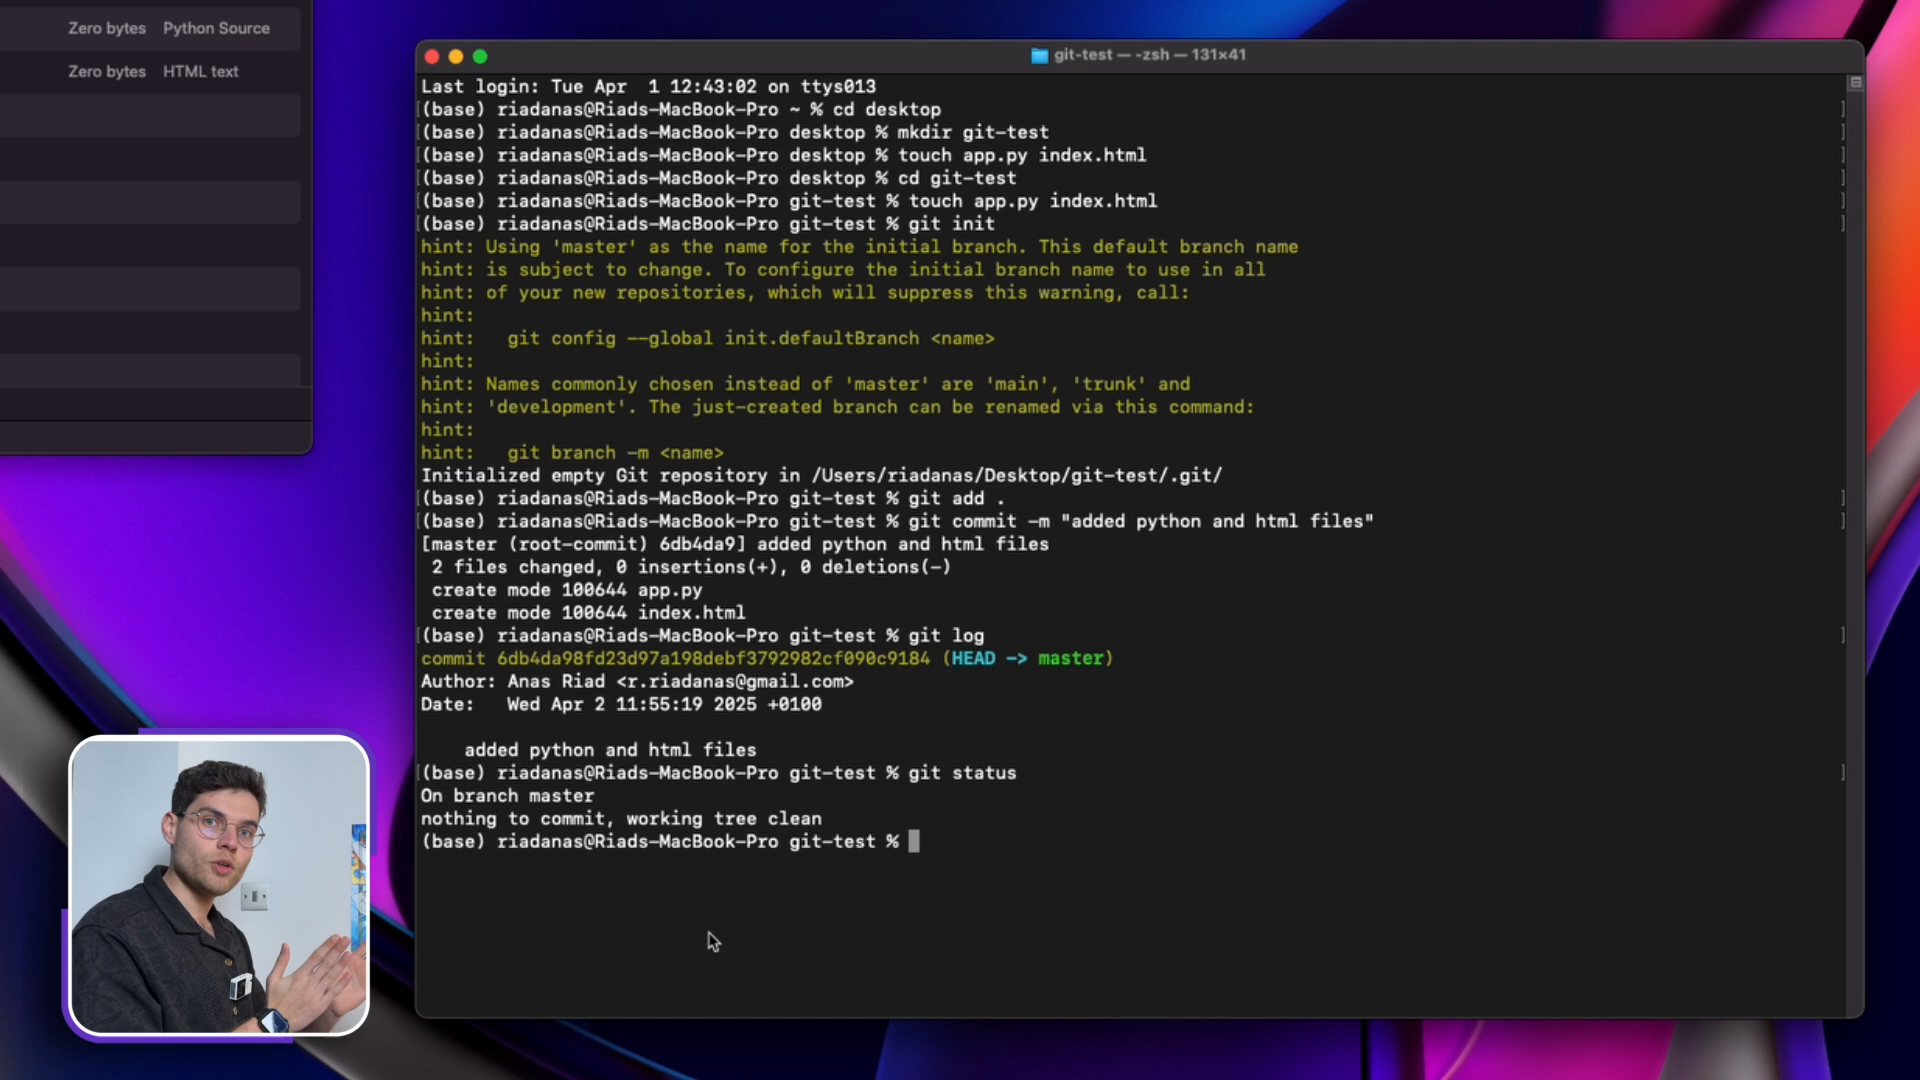 Zero bytes Python Source
Zero bytes HTML text
git-test — -zsh — 131×41
Last login: Tue Apr  1 12:43:02 on ttys013
[(base) riadanas@Riads-MacBook-Pro ~ % cd desktop ]
[(base) riadanas@Riads-MacBook-Pro desktop % mkdir git-test ]
[(base) riadanas@Riads-MacBook-Pro desktop % touch app.py index.html ]
[(base) riadanas@Riads-MacBook-Pro desktop % cd git-test ]
[(base) riadanas@Riads-MacBook-Pro git-test % touch app.py index.html ]
[(base) riadanas@Riads-MacBook-Pro git-test % git init ]
hint: Using 'master' as the name for the initial branch. This default branch name
hint: is subject to change. To configure the initial branch name to use in all
hint: of your new repositories, which will suppress this warning, call:
hint:
hint:   git config --global init.defaultBranch <name>
hint:
hint: Names commonly chosen instead of 'master' are 'main', 'trunk' and
hint: 'development'. The just-created branch can be renamed via this command:
hint:
hint:   git branch -m <name>
Initialized empty Git repository in /Users/riadanas/Desktop/git-test/.git/
[(base) riadanas@Riads-MacBook-Pro git-test % git add . ]
[(base) riadanas@Riads-MacBook-Pro git-test % git commit -m "added python and html files" ]
[master (root-commit) 6db4da9] added python and html files
 2 files changed, 0 insertions(+), 0 deletions(-)
 create mode 100644 app.py
 create mode 100644 index.html
[(base) riadanas@Riads-MacBook-Pro git-test % git log ]
commit 6db4da98fd23d97a198debf3792982cf090c9184 (HEAD -> master)
Author: Anas Riad <r.riadanas@gmail.com>
Date:   Wed Apr 2 11:55:19 2025 +0100
    added python and html files
[(base) riadanas@Riads-MacBook-Pro git-test % git status ]
On branch master
nothing to commit, working tree clean
(base) riadanas@Riads-MacBook-Pro git-test %